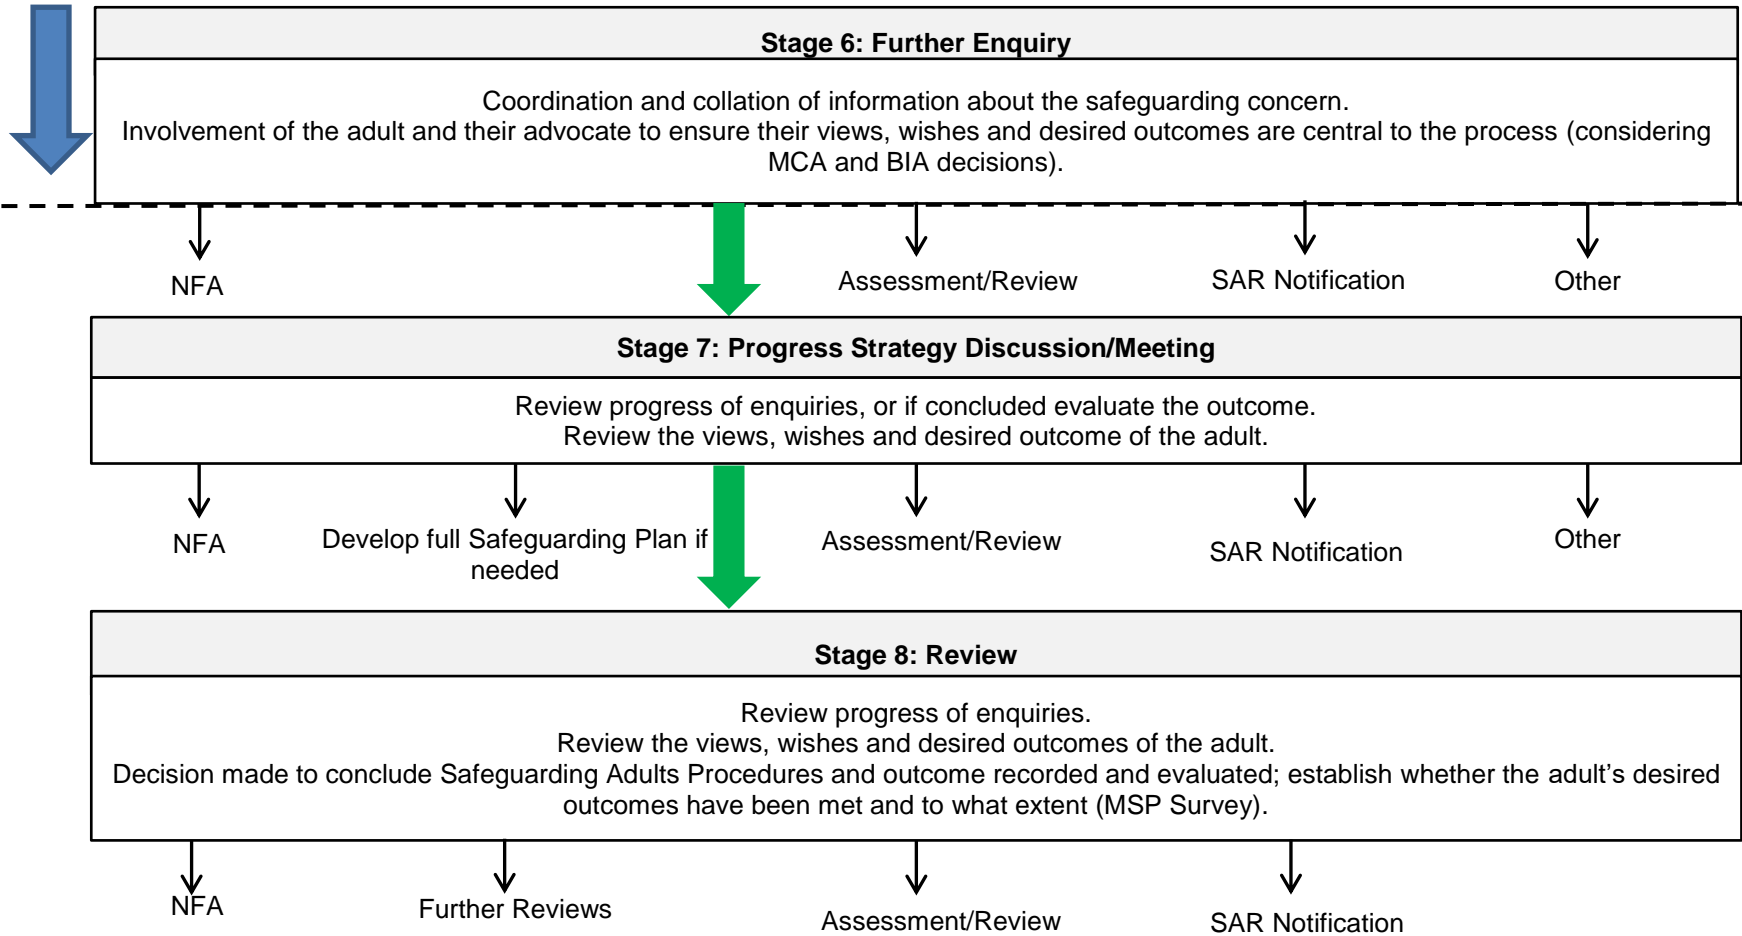 Stage 6: Further Enquiry
Coordination and collation of information about the safeguarding concern.
Involvement of the adult and their advocate to ensure their views, wishes and desired outcomes are central to the process (considering
MCA and BIA decisions).
NFA
Assessment/Review
SAR Notification
Other
Stage 7: Progress Strategy Discussion/Meeting
Review progress of enquiries, or if concluded evaluate the outcome.
Review the views, wishes and desired outcome of the adult.
NFA
Develop full Safeguarding Plan if
needed
Assessment/Review
SAR Notification
Other
Stage 8: Review
Review progress of enquiries.
Review the views, wishes and desired outcomes of the adult.
Decision made to conclude Safeguarding Adults Procedures and outcome recorded and evaluated; establish whether the adult’s desired
outcomes have been met and to what extent (MSP Survey).
NFA
Further Reviews
Assessment/Review
SAR Notification